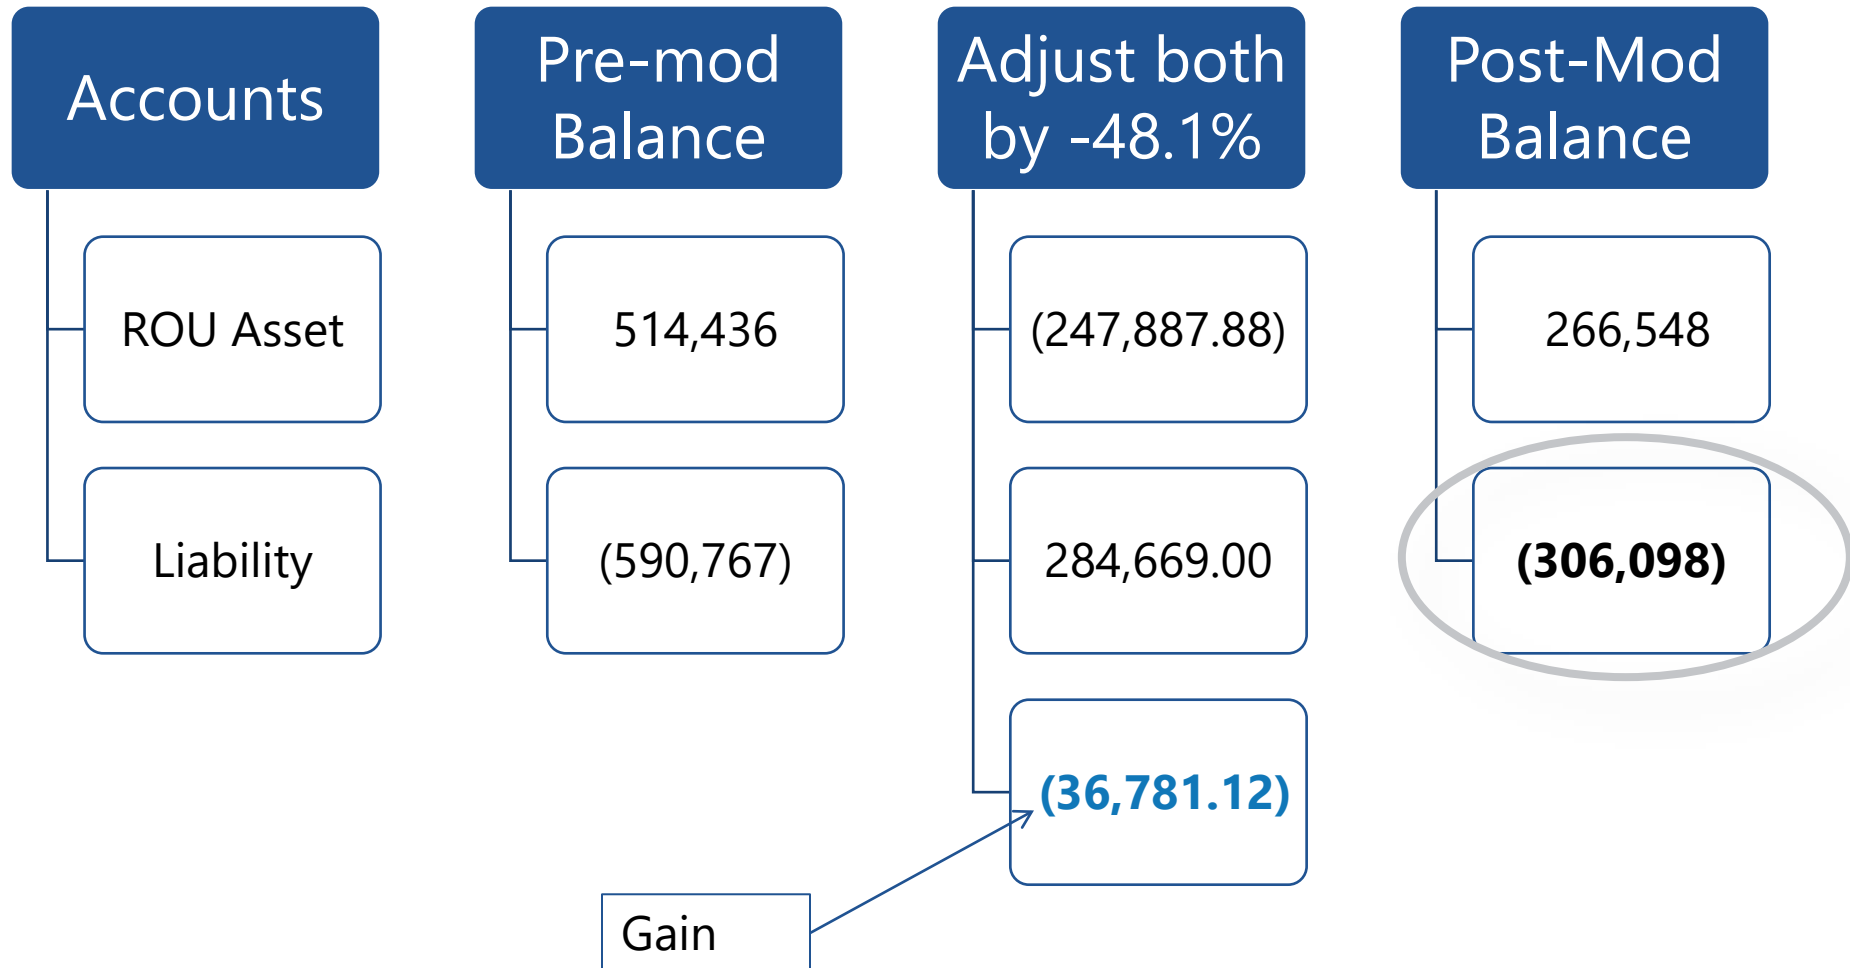 Accounts
ROU Asset
Liability
Pre-mod
Balance
514,436
(590,767)
Adjust both
by -48.1%
(247,887.88)
284,669.00
(36,781.12)
Post-Mod
Balance
266,548
(306,098)
Gain